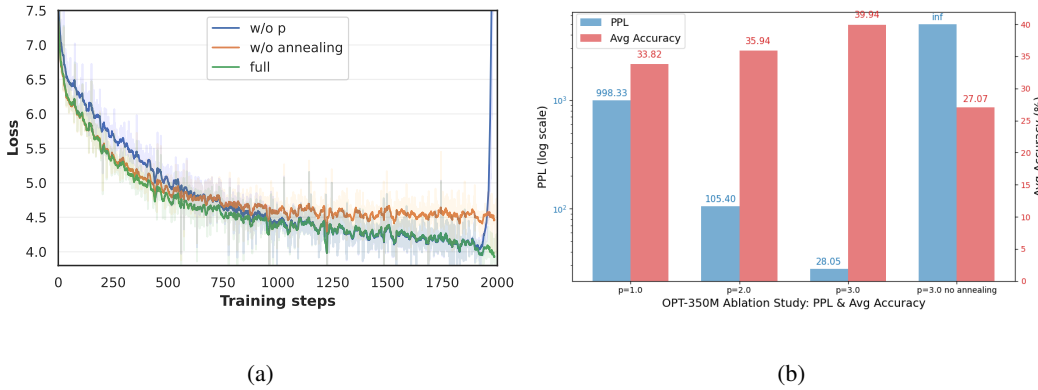 7.5
7.0
6.5
6.0
5.5
5.0
4.5
4.0
Loss
w/o p
w/o annealing
full
0 250 500 750 1000 1250 1500 1750 2000
Training steps
(a)
PPL
Avg Accuracy
PPL (log scale)
10³
10²
998.33
33.82
105.40
35.94
28.05
39.94
inf
27.07
40
35
30
25
20
15
10
5
0
Avg Accuracy (%)
p=1.0 p=2.0 p=3.0 p=3.0 no annealing
OPT-350M Ablation Study: PPL & Avg Accuracy
(b)